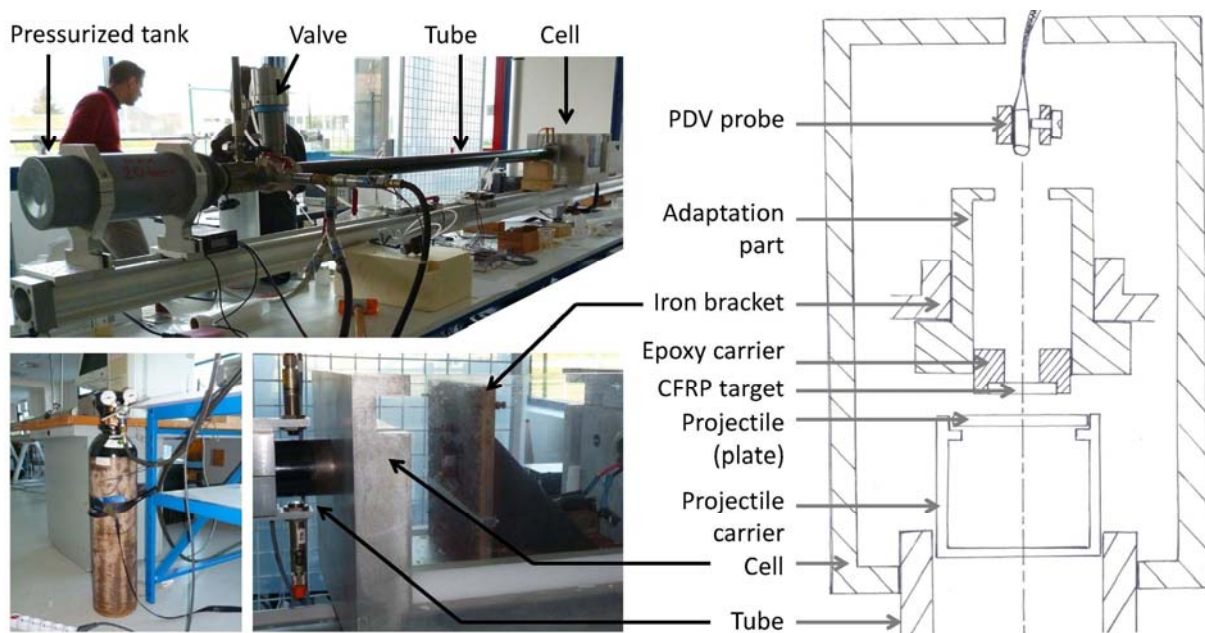 Pressurized tank
Valve
Tube
Cell
PDV probe
Adaptation
part
Iron bracket
Epoxy carrier
CFRP target
Projectile
(plate)
Projectile
carrier
Cell
Tube